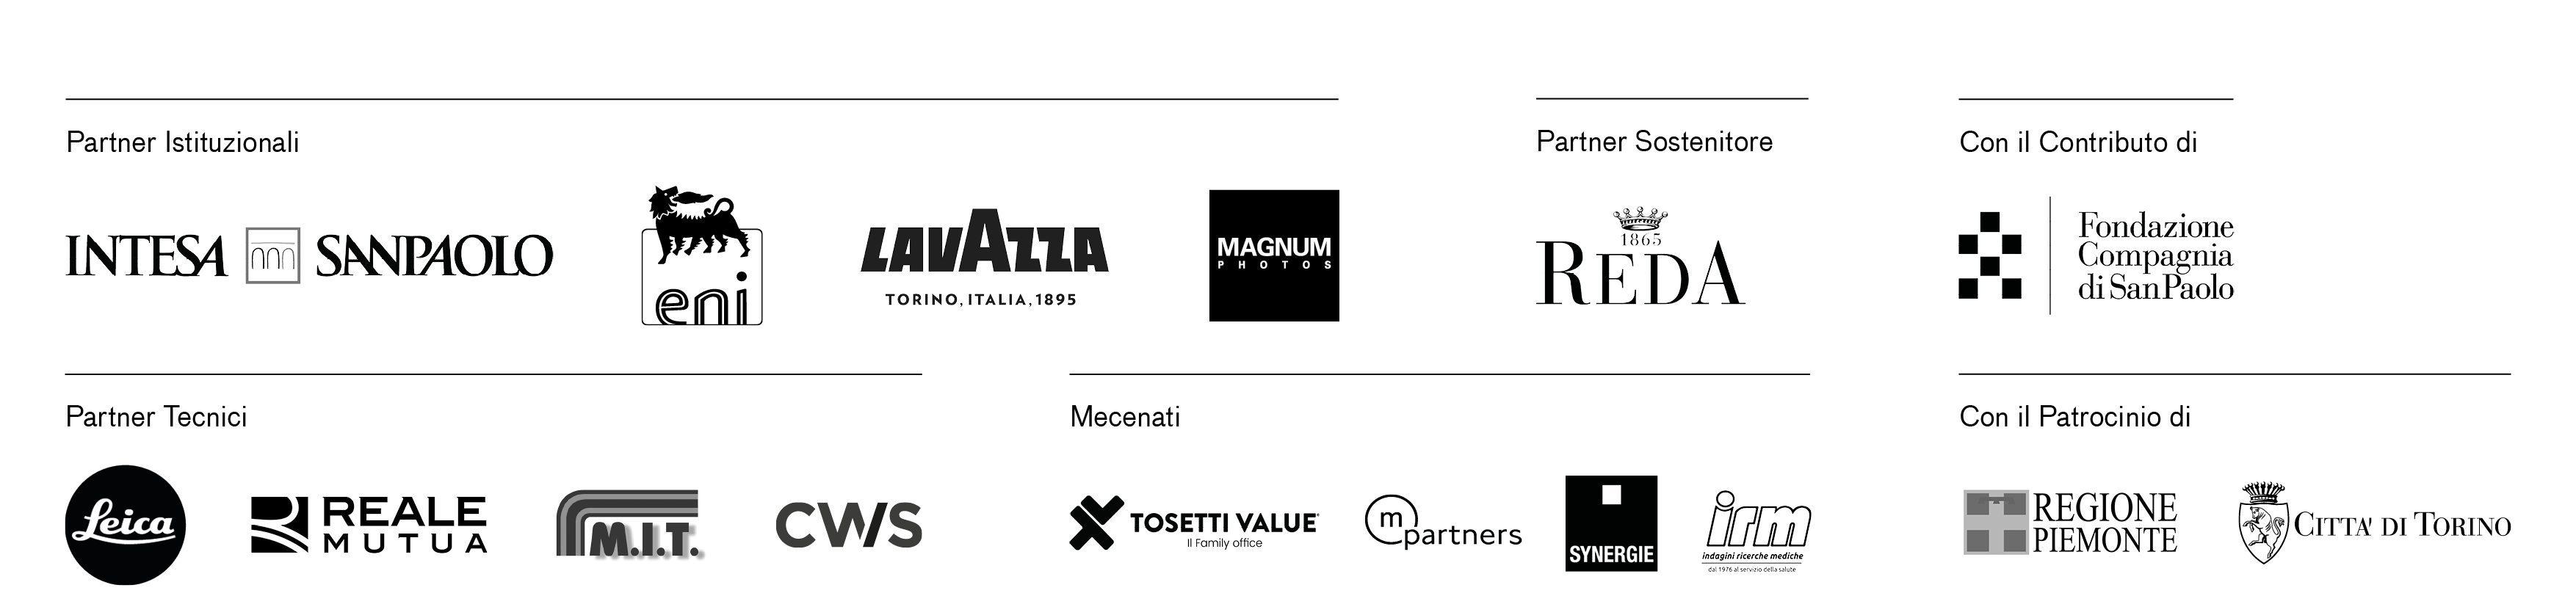 Partner Istituzionali
INTESA SANPAOLO
eni
LAVAZZA
TORINO, ITALIA, 1895
MAGNUM
PHOTOS
Partner Sostenitore
1865
REDA
Con il Contributo di
Fondazione
Compagnia
di San Paolo
Partner Tecnici
Leica
REALE
MUTUA
M.I.T.
CWS
Mecenati
TOSETTI VALUE
Il Family office
m
partners
SYNERGIE
irm
indagini ricerche mediche
dal 1976 al servizio della salute
Con il Patrocinio di
REGIONE
PIEMONTE
CITTA' DI TORINO